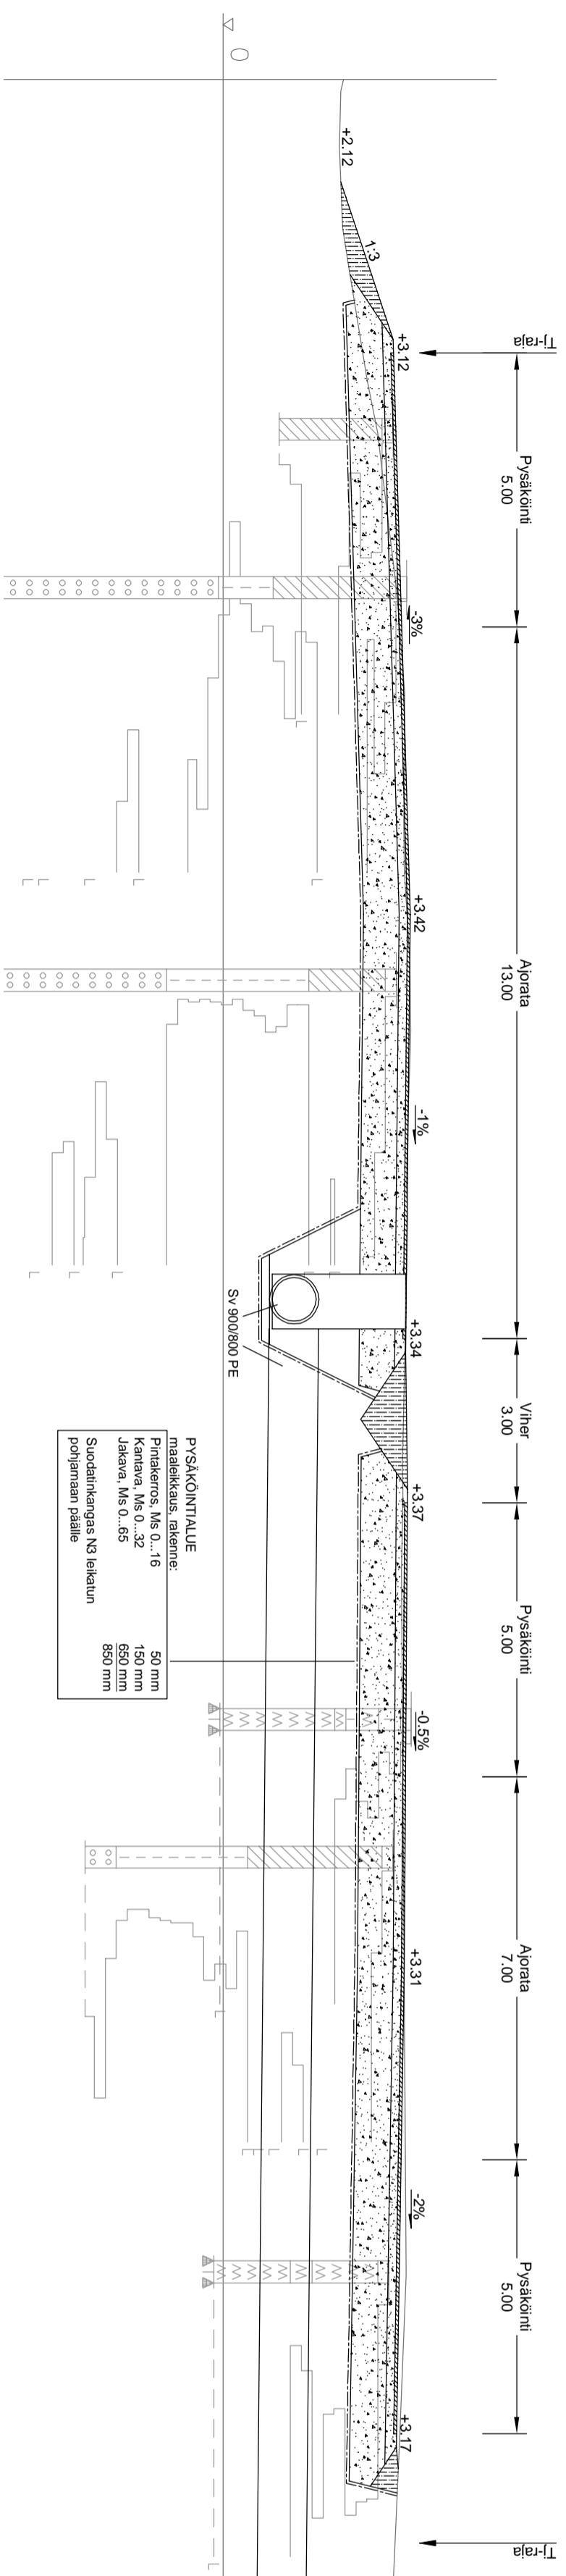 0
+2.12
1:3
+3.12
Tj-raja
Pysäköinti
5.00
-3%
Ajorata
13.00
+3.42
-1%
+3.34
Sv 900/800 PE
Viher
3.00
+3.37
Pysäköinti
5.00
-0.5%
Ajorata
7.00
+3.31
-2%
Pysäköinti
5.00
+3.17
Tj-raja
PYSÄKÖINTIALUE
maaleikkaus, rakenne:
Pintakerros, Ms 0...16 50 mm
Kantava, Ms 0...32 150 mm
Jakava, Ms 0...65 650 mm
850 mm
Suodatinkangas N3 leikatun
pohjamaan päälle